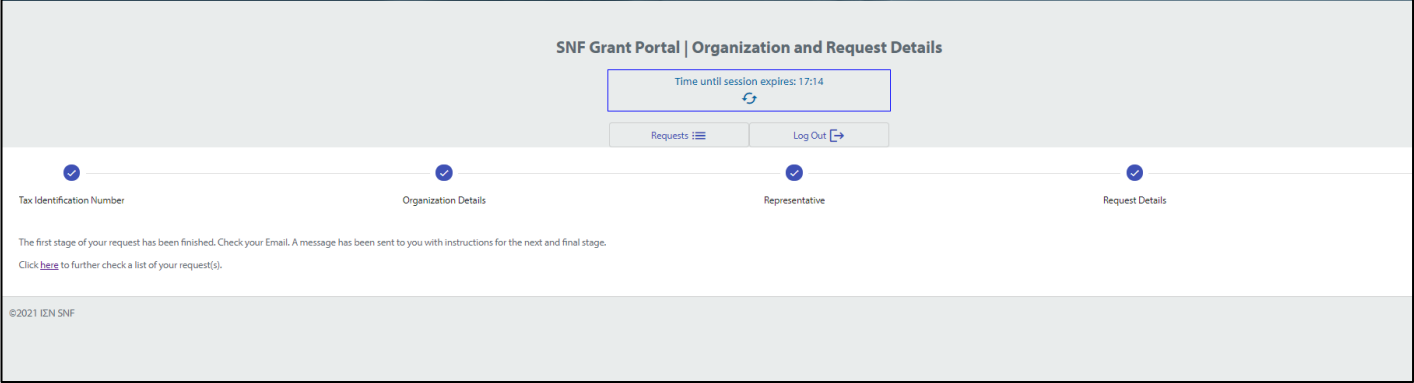 SNF Grant Portal | Organization and Request Details
Time until session expires: 17:14
Requests
Log Out
Tax Identification Number
Organization Details
Representative
Request Details
The first stage of your request has been finished. Check your Email. A message has been sent to you with instructions for the next and final stage.
Click here to further check a list of your request(s).
©2021 ΙΣΝ SNF